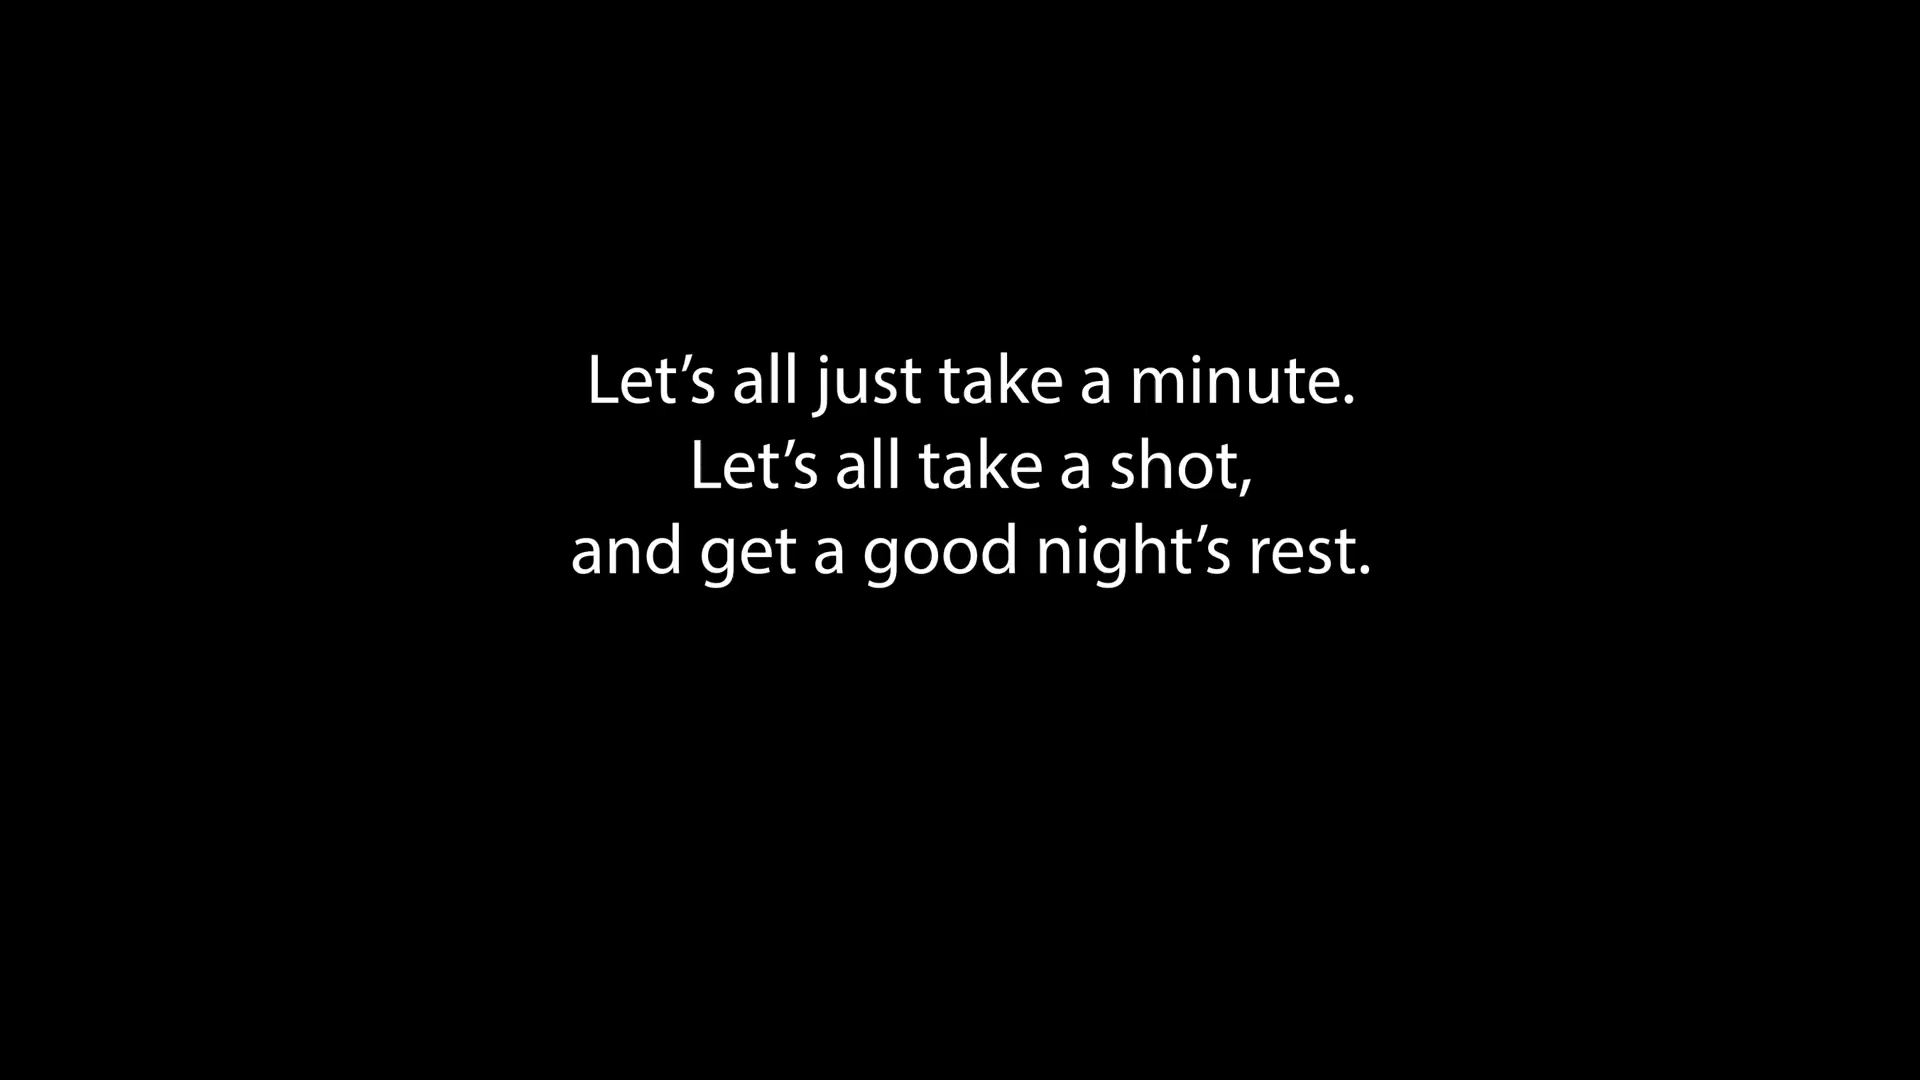 Let’s all just take a minute.
Let’s all take a shot,
and get a good night’s rest.